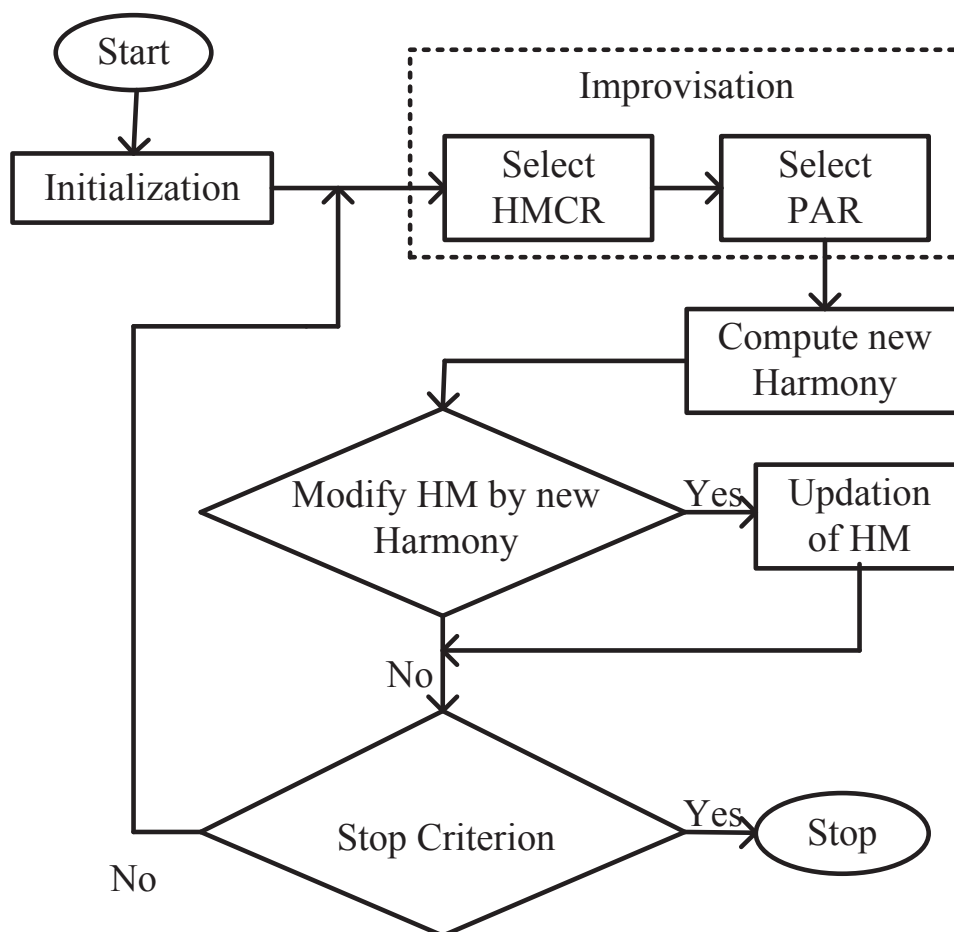 Start
Improvisation
Initialization
Select
HMCR
Select
PAR
Compute new
Harmony
Modify HM by new
Harmony
Yes
Updation
of HM
No
Stop Criterion
Yes
Stop
No